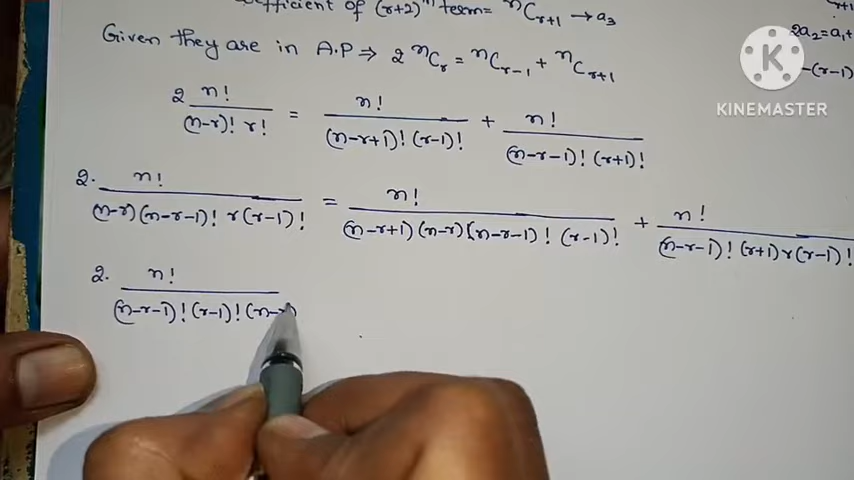 coefficient of (r+2)ᵗʰ term = ⁿCᵣ₊₁ → a₃
Given they are in A.P ⇒ 2 ⁿCᵣ = ⁿCᵣ₋₁ + ⁿCᵣ₊₁
2a₂ = a₁ +
-(r-1)
2 n! / (n-r)! r! = n! / (n-r+1)! (r-1)! + n! / (n-r-1)! (r+1)!
2. n! / (n-r)(n-r-1)! r(r-1)! = n! / (n-r+1)(n-r)(n-r-1)! (r-1)! + n! / (n-r-1)! (r+1)r(r-1)!
2. n! / (n-r-1)! (r-1)! (n-r)
KINEMASTER